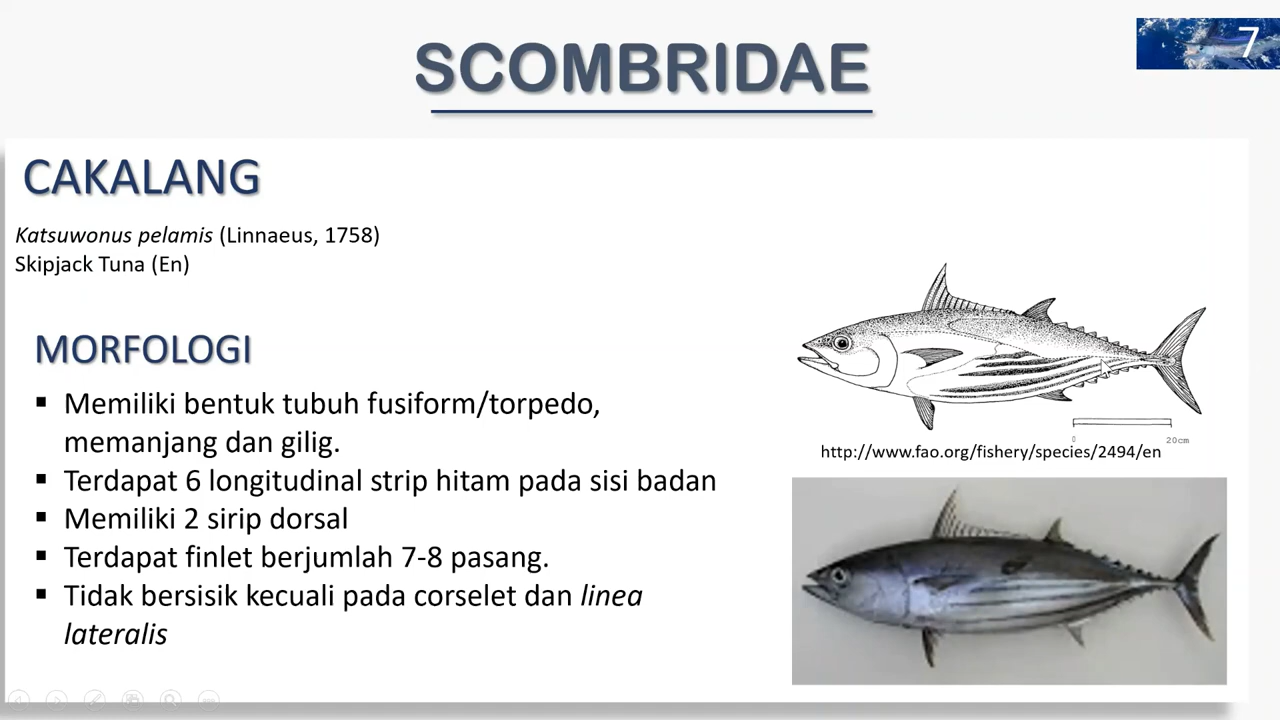 7
SCOMBRIDAE
CAKALANG
Katsuwonus pelamis (Linnaeus, 1758)
Skipjack Tuna (En)
MORFOLOGI
▪ Memiliki bentuk tubuh fusiform/torpedo,
memanjang dan gilig.
▪ Terdapat 6 longitudinal strip hitam pada sisi badan
▪ Memiliki 2 sirip dorsal
▪ Terdapat finlet berjumlah 7-8 pasang.
▪ Tidak bersisik kecuali pada corselet dan linea
lateralis
0 20cm
http://www.fao.org/fishery/species/2494/en